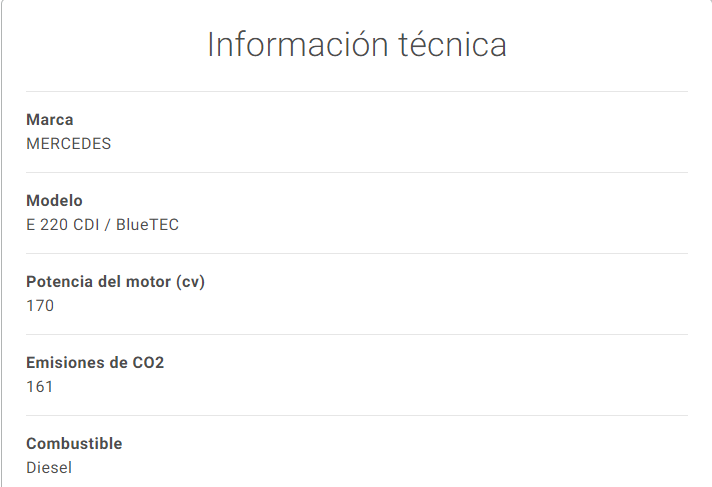 Información técnica
Marca
MERCEDES
Modelo
E 220 CDI / BlueTEC
Potencia del motor (cv)
170
Emisiones de CO2
161
Combustible
Diesel